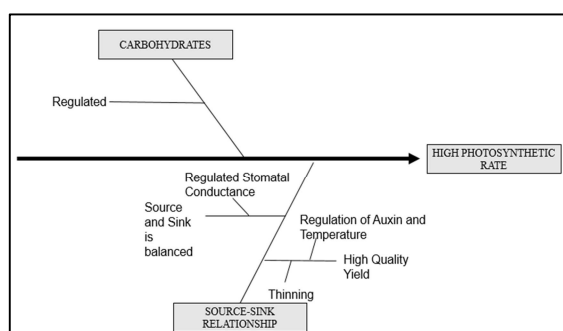 CARBOHYDRATES
Regulated
HIGH PHOTOSYNTHETIC
RATE
Regulated Stomatal
Conductance
Source
and Sink
is
balanced
Regulation of Auxin and
Temperature
High Quality
Yield
Thinning
SOURCE-SINK
RELATIONSHIP